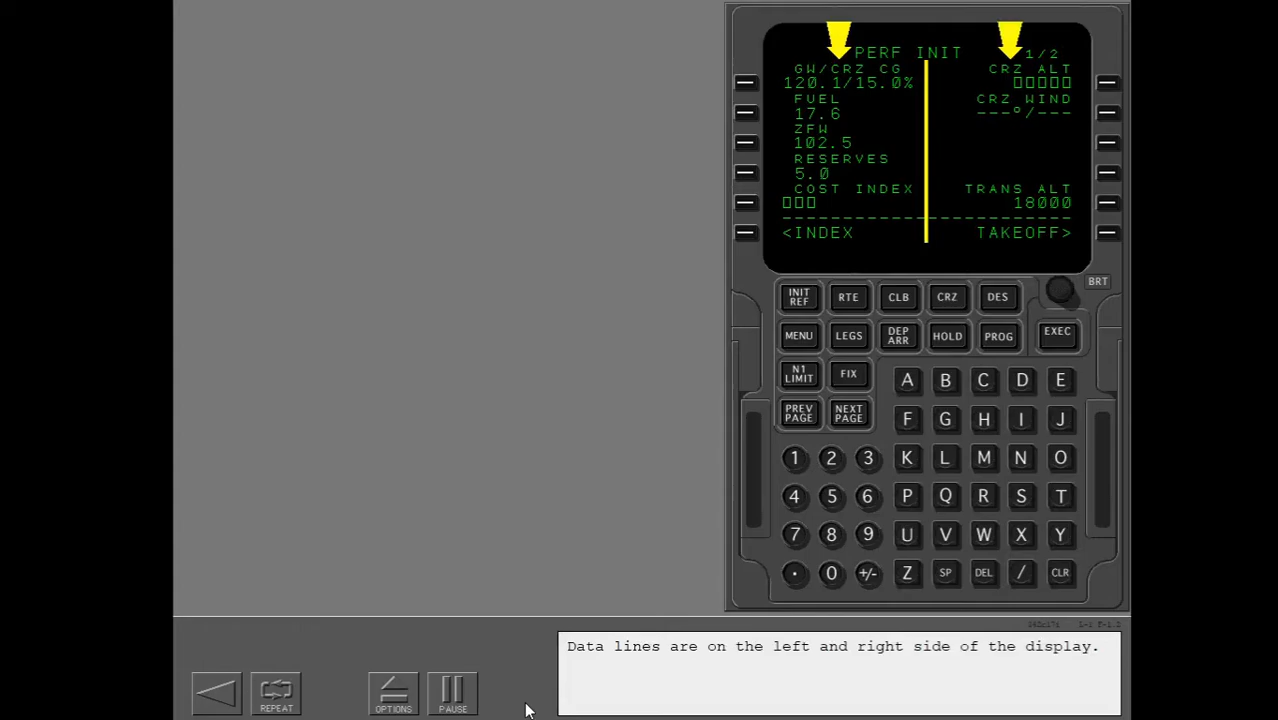 PERF INIT 1/2
GW/CRZ CG CRZ ALT
120.1/15.0% □□□□□
FUEL CRZ WIND
17.6 ---°/---
ZFW
102.5
RESERVES
5.0
COST INDEX TRANS ALT
□□□ 18000
------------------------
<INDEX TAKEOFF>
BRT
INIT REF RTE CLB CRZ DES
MENU LEGS DEP ARR HOLD PROG EXEC
N1 LIMIT FIX
A B C D E
PREV PAGE NEXT PAGE
F G H I J
1 2 3 K L M N O
4 5 6 P Q R S T
7 8 9 U V W X Y
. 0 +/- Z SP DEL / CLR
Data lines are on the left and right side of the display.
REPEAT OPTIONS PAUSE